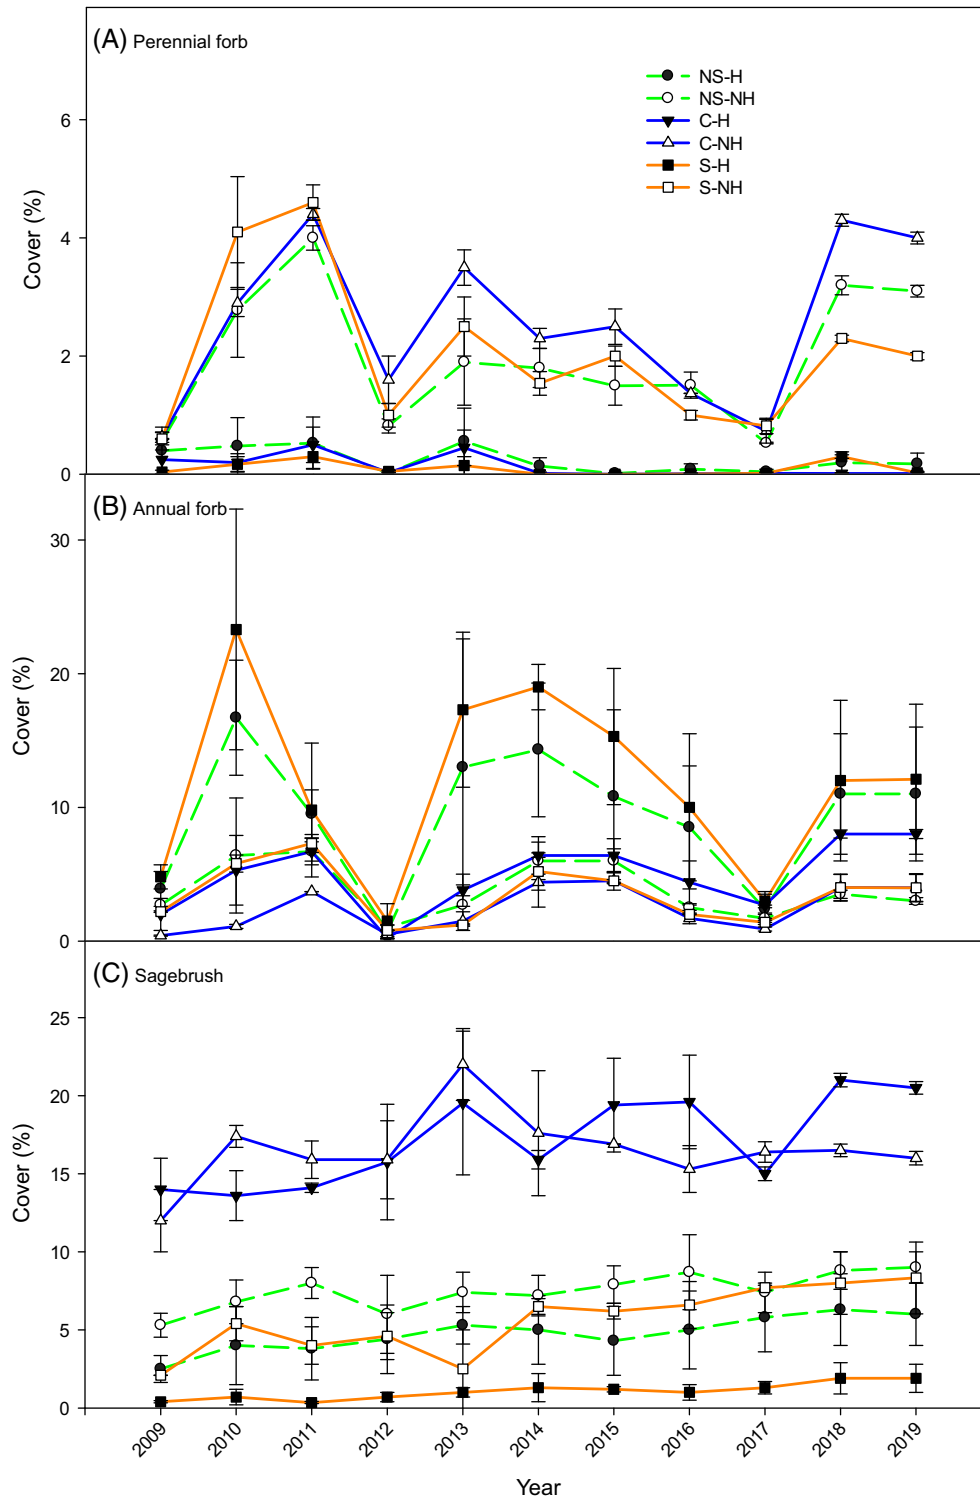 (A) Perennial forb
NS-H
NS-NH
C-H
C-NH
S-H
S-NH
6
4
2
0
Cover (%)
(B) Annual forb
30
20
10
0
Cover (%)
(C) Sagebrush
25
20
15
10
5
0
Cover (%)
2009
2010
2011
2012
2013
2014
2015
2016
2017
2018
2019
Year